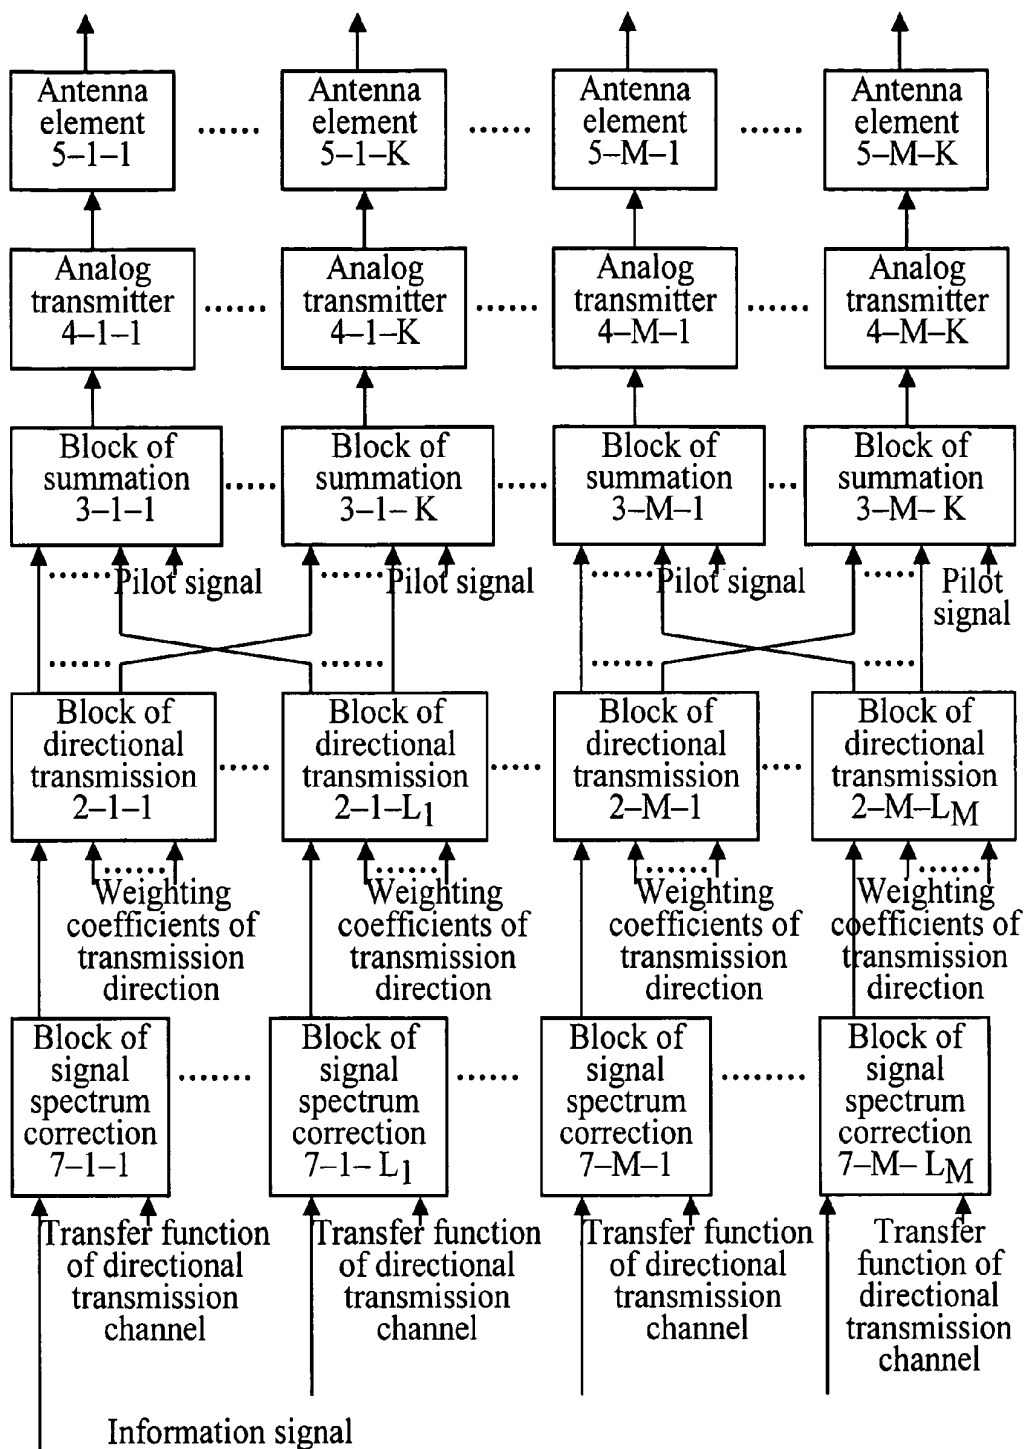 Antenna
element
5–1–1
......
Antenna
element
5–1–K
......
Antenna
element
5–M–1
......
Antenna
element
5–M–K
Analog
transmitter
4–1–1
......
Analog
transmitter
4–1–K
......
Analog
transmitter
4–M–1
......
Analog
transmitter
4–M–K
Block of
summation
3–1–1
.....
Block of
summation
3–1– K
.....
Block of
summation
3–M–1
...
Block of
summation
3–M– K
...... Pilot signal
...... Pilot signal
...... Pilot signal
..... Pilot
signal
......
......
......
.....
Block of
directional
transmission
2–1–1
.....
Block of
directional
transmission
2–1–L1
.....
Block of
directional
transmission
2–M–1
....
Block of
directional
transmission
2–M–LM
......
Weighting
coefficients of
transmission
direction
......
Weighting
coefficients of
transmission
direction
......
Weighting
coefficients of
transmission
direction
......
Weighting
coefficients of
transmission
direction
Block of
signal
spectrum
correction
7–1–1
.......
Block of
signal
spectrum
correction
7–1– L1
......
Block of
signal
spectrum
correction
7–M–1
........
Block of
signal
spectrum
correction
7–M– LM
Transfer function
of directional
transmission
channel
Transfer function
of directional
transmission
channel
Transfer function
of directional
transmission
channel
Transfer
function of
directional
transmission
channel
Information signal